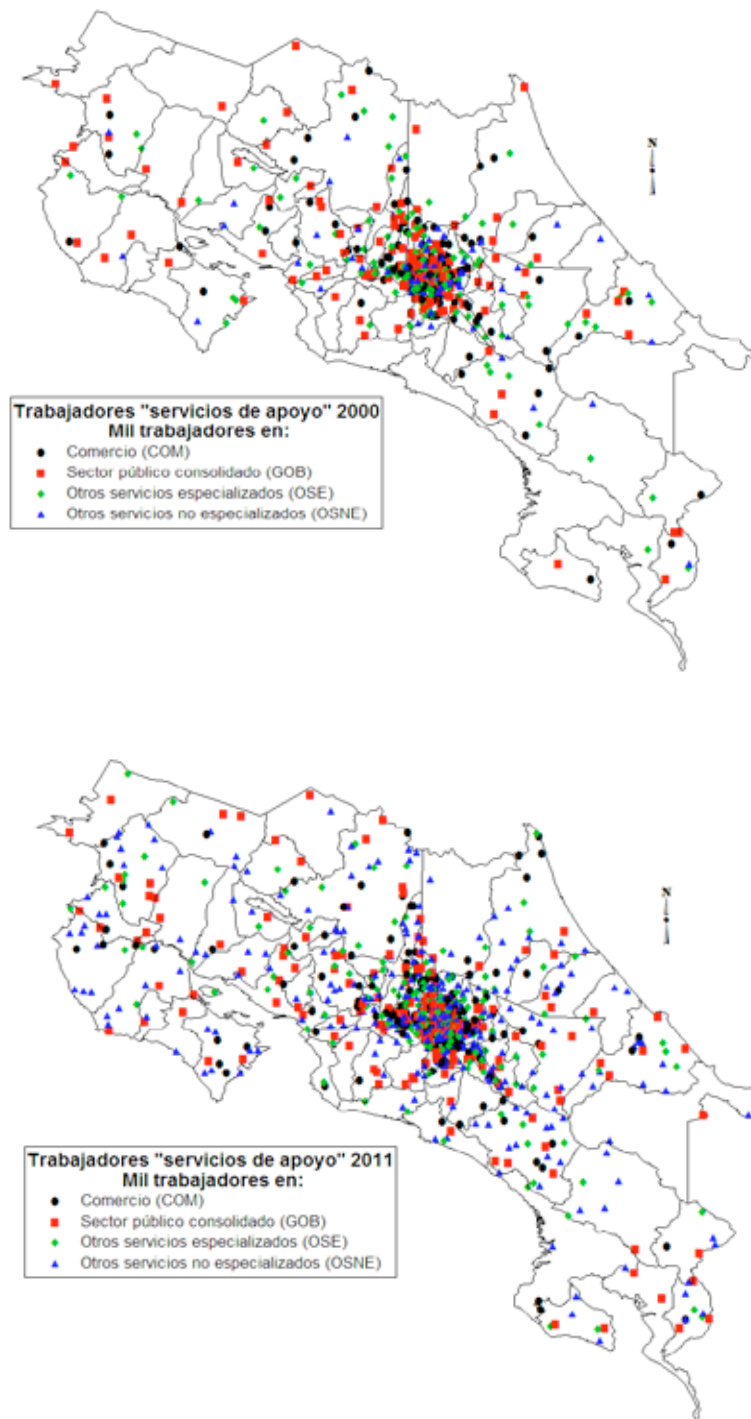 N
Trabajadores "servicios de apoyo" 2000
Mil trabajadores en:
Comercio (COM)
Sector público consolidado (GOB)
Otros servicios especializados (OSE)
Otros servicios no especializados (OSNE)
N
Trabajadores "servicios de apoyo" 2011
Mil trabajadores en:
Comercio (COM)
Sector público consolidado (GOB)
Otros servicios especializados (OSE)
Otros servicios no especializados (OSNE)